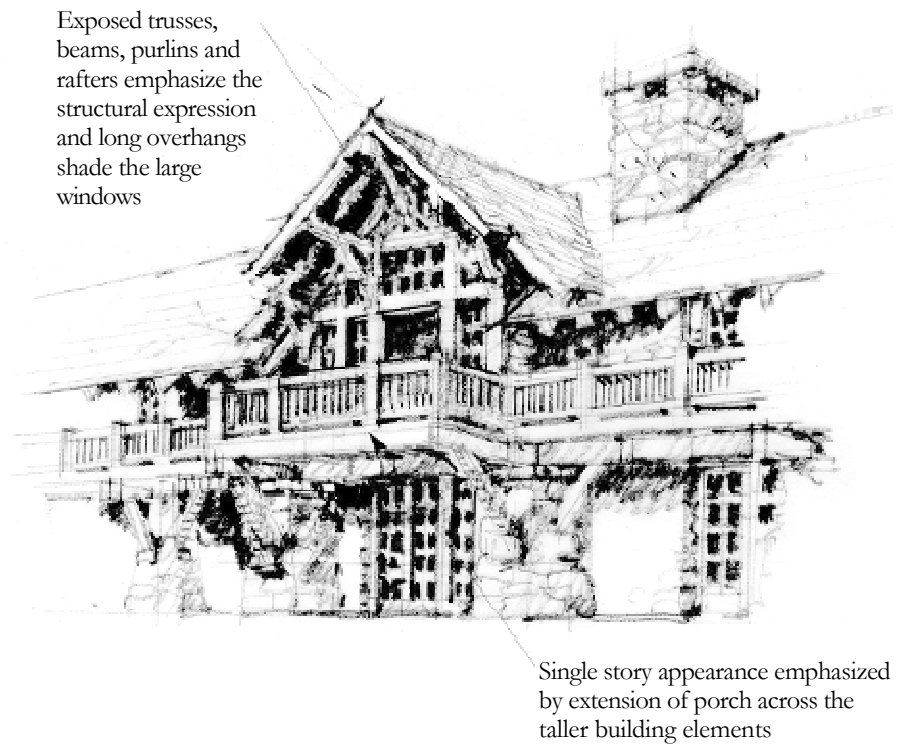 Exposed trusses,
beams, purlins and
rafters emphasize the
structural expression
and long overhangs
shade the large
windows
Single story appearance emphasized
by extension of porch across the
taller building elements